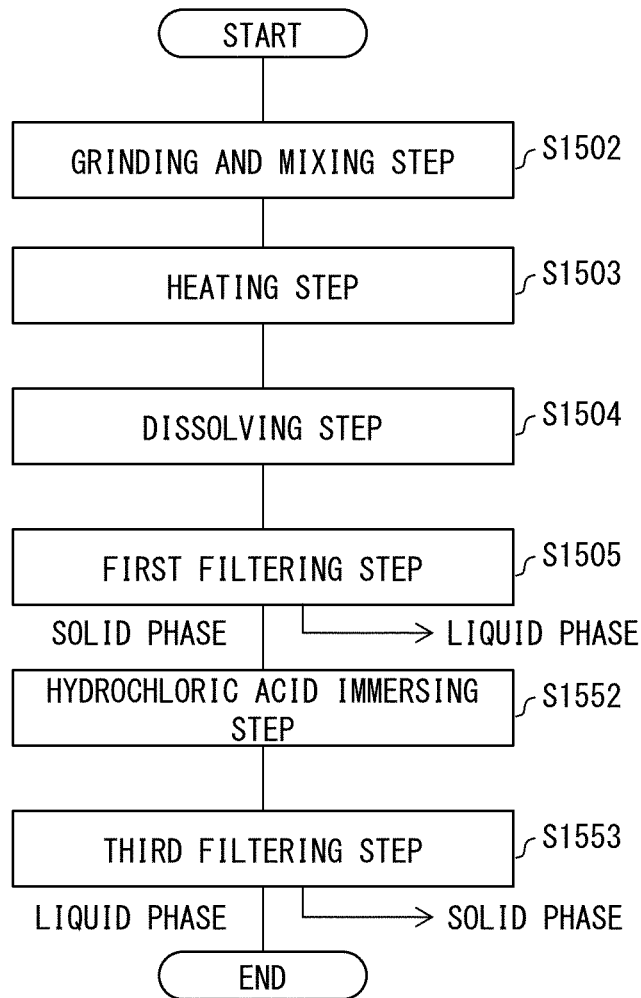 START
GRINDING AND MIXING STEP
S1502
HEATING STEP
S1503
DISSOLVING STEP
S1504
FIRST FILTERING STEP
S1505
SOLID PHASE
LIQUID PHASE
HYDROCHLORIC ACID IMMERSING
STEP
S1552
THIRD FILTERING STEP
S1553
LIQUID PHASE
SOLID PHASE
END